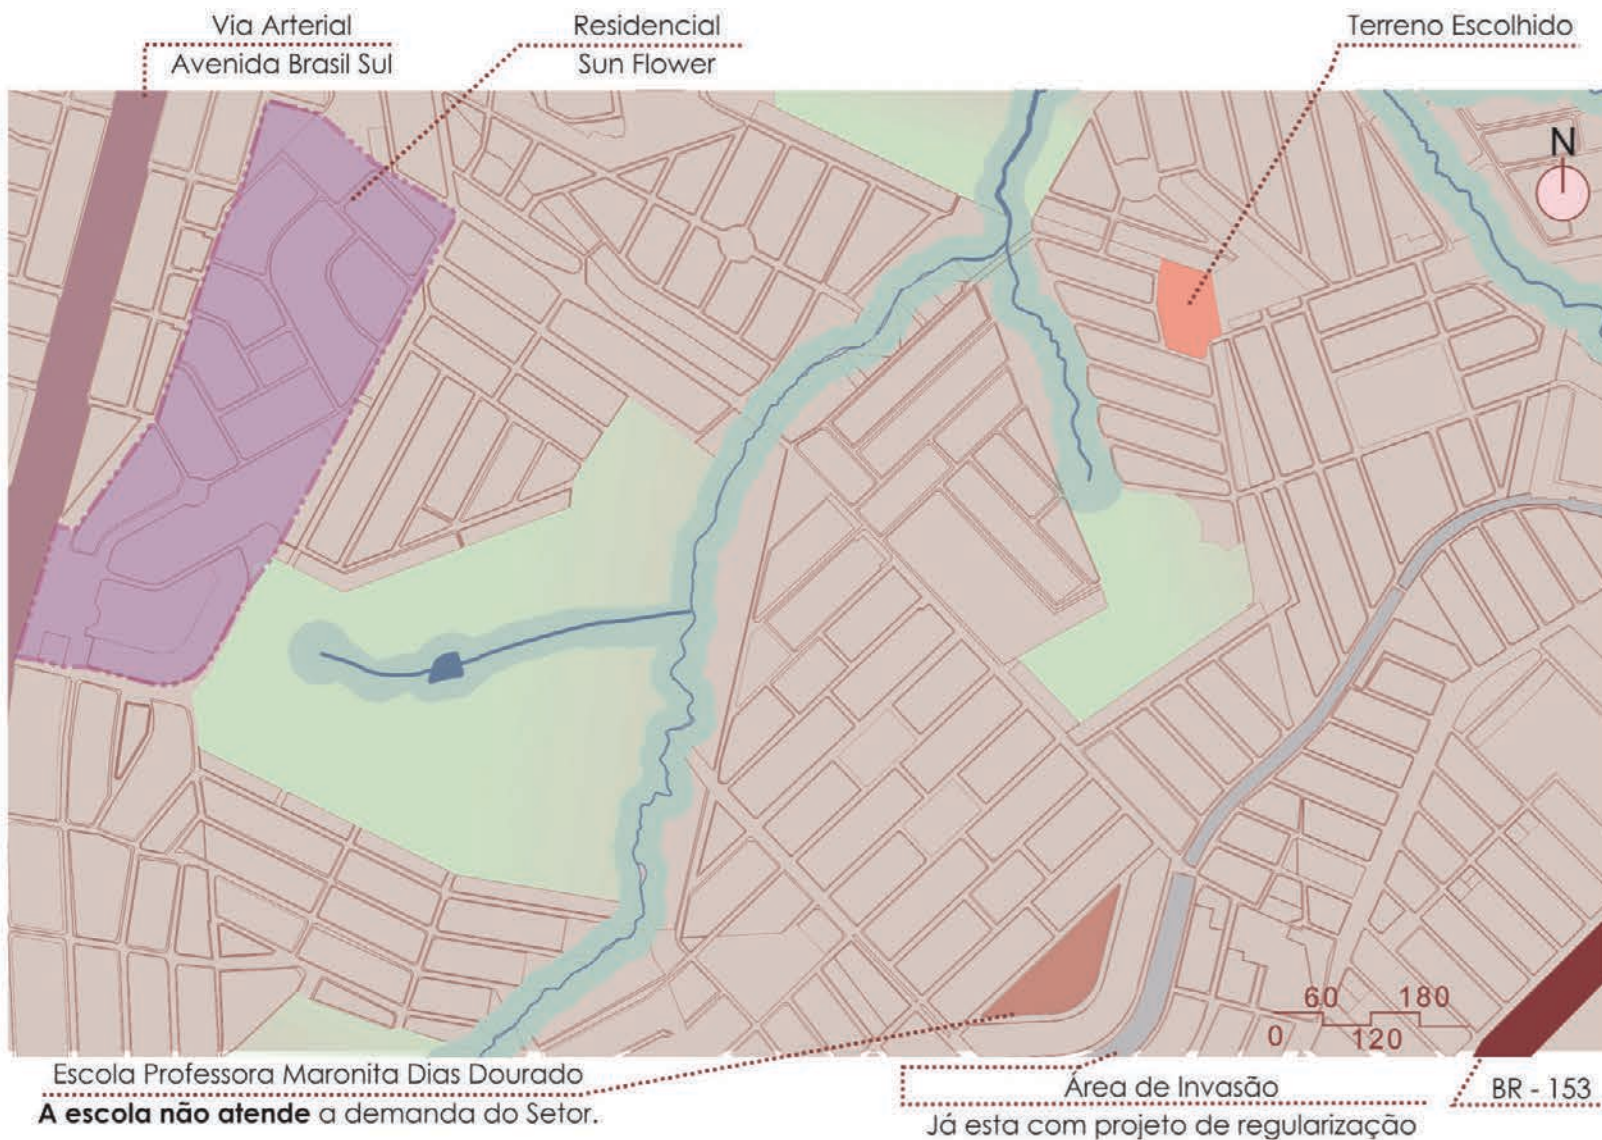 Via Arterial
Avenida Brasil Sul
Residencial
Sun Flower
Terreno Escolhido
N
60 180
0 120
Escola Professora Maronita Dias Dourado
A escola não atende a demanda do Setor.
Área de Invasão
Já esta com projeto de regularização
BR - 153